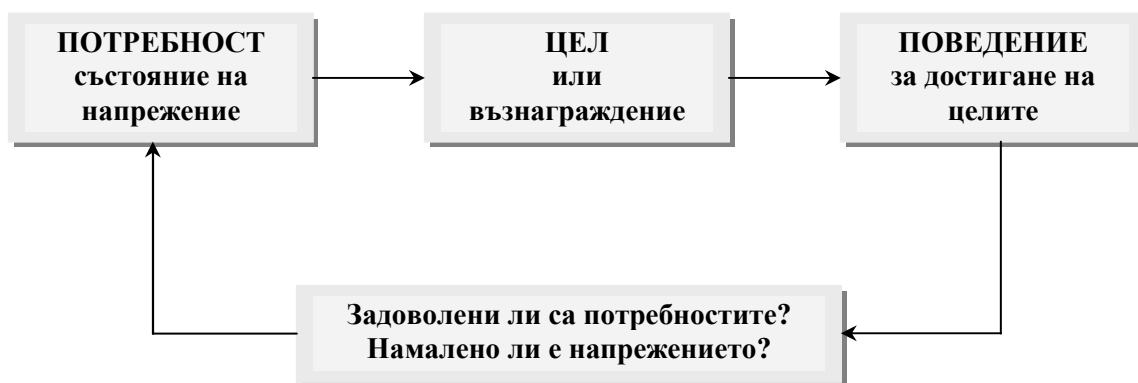 ПОТРЕБНОСТ
състояние на
напрежение
ЦЕЛ
или
възнаграждение
ПОВЕДЕНИЕ
за достигане на
целите
Задоволени ли са потребностите?
Намалено ли е напрежението?